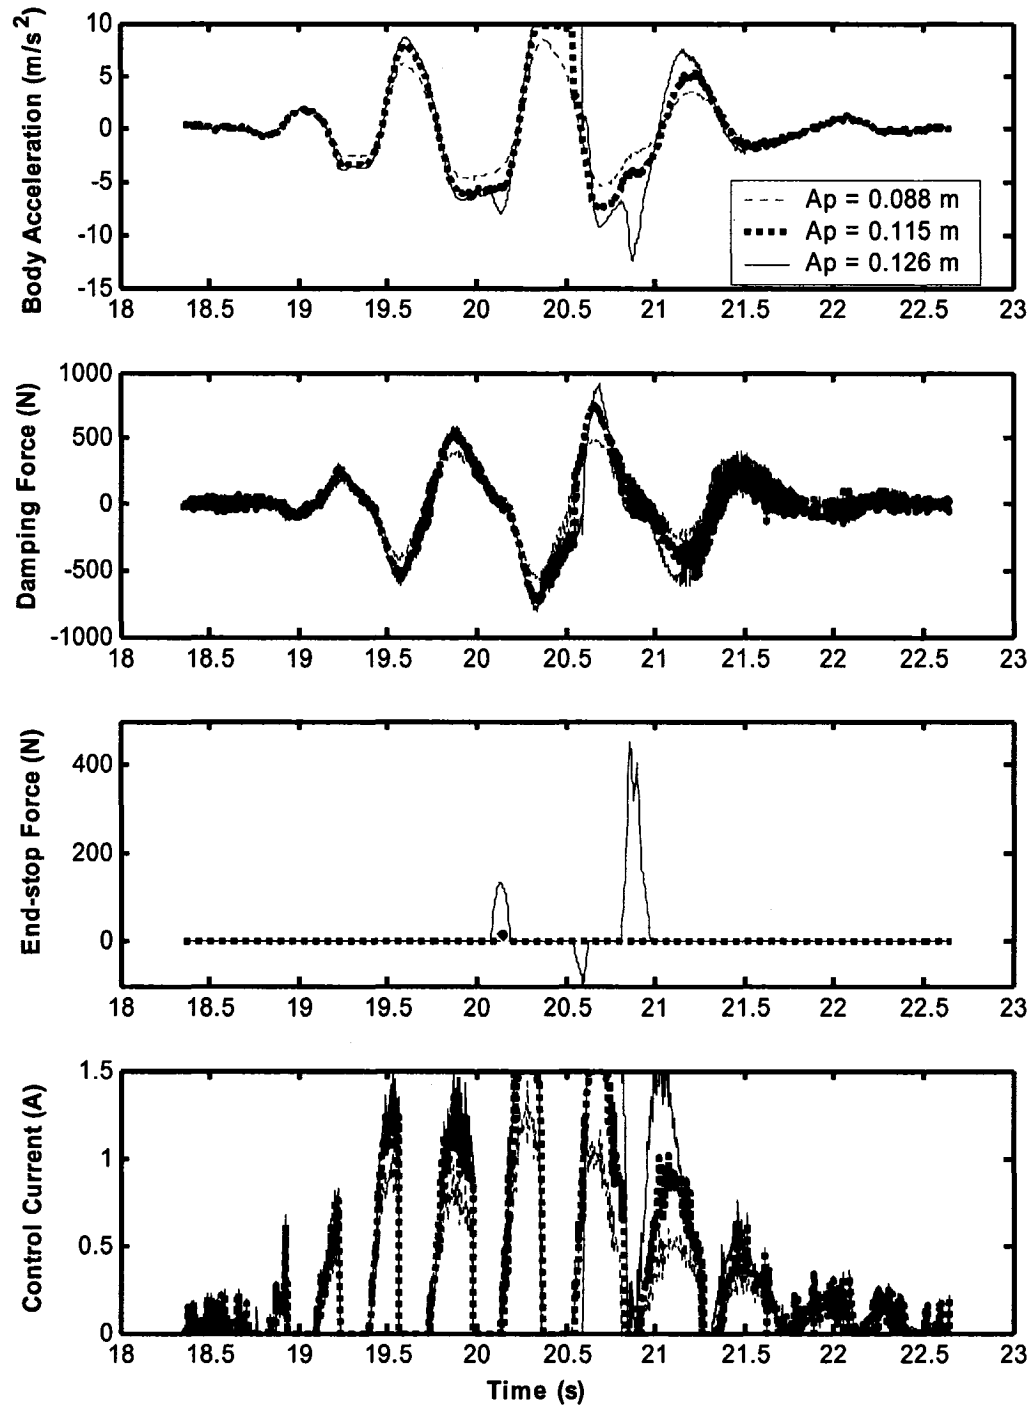 Body Acceleration (m/s²)
10
5
0
-5
-10
-15
Ap = 0.088 m
Ap = 0.115 m
Ap = 0.126 m
18 18.5 19 19.5 20 20.5 21 21.5 22 22.5 23
Damping Force (N)
1000
500
0
-500
-1000
18 18.5 19 19.5 20 20.5 21 21.5 22 22.5 23
End-stop Force (N)
400
200
0
18 18.5 19 19.5 20 20.5 21 21.5 22 22.5 23
Control Current (A)
1.5
1
0.5
0
18 18.5 19 19.5 20 20.5 21 21.5 22 22.5 23
Time (s)